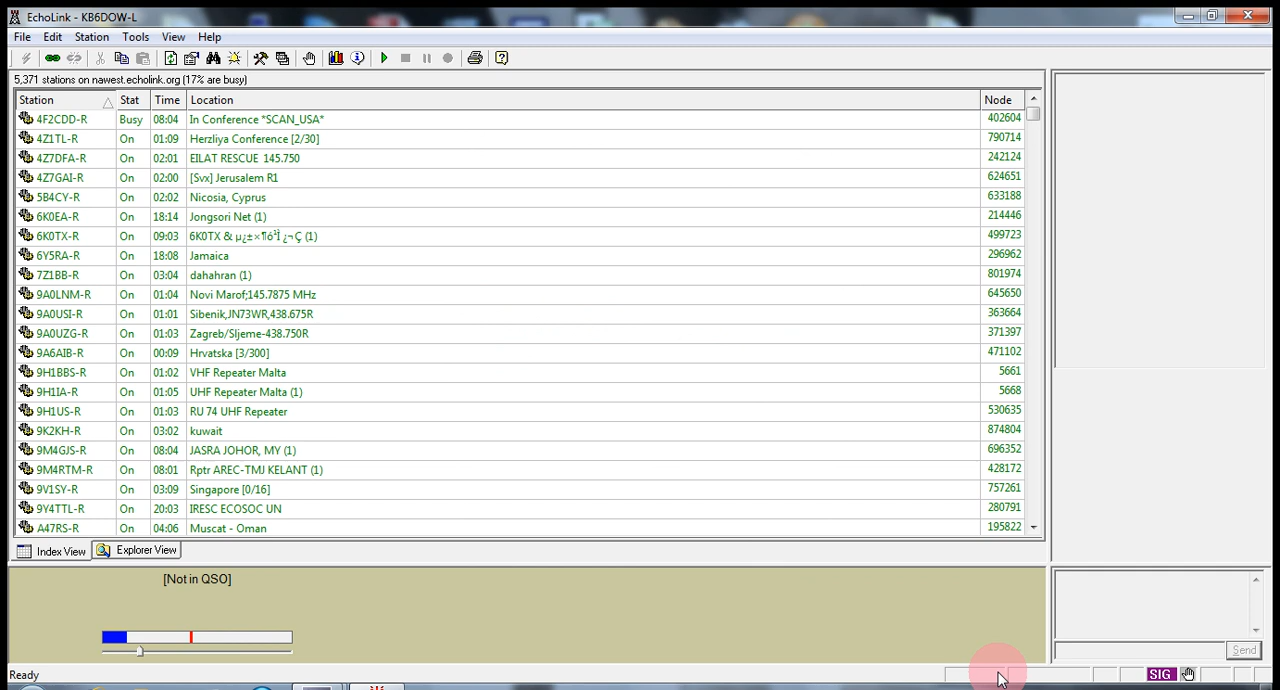 EchoLink - KB6DOW-L
File Edit Station Tools View Help
5,371 stations on nawest.echolink.org (17% are busy)
Station Stat Time Location Node
4F2CDD-R Busy 08:04 In Conference *SCAN_USA* 402604
4Z1TL-R On 01:09 Herzliya Conference [2/30] 790714
4Z7DFA-R On 02:01 EILAT RESCUE 145.750 242124
4Z7GAI-R On 02:00 [Svx] Jerusalem R1 624651
5B4CY-R On 02:02 Nicosia, Cyprus 633188
6K0EA-R On 18:14 Jongsori Net (1) 214446
6K0TX-R On 09:03 6K0TX & µ¿±×¶ó¹Ì ¿¬Ç (1) 499723
6Y5RA-R On 18:08 Jamaica 296962
7Z1BB-R On 03:04 dahahran (1) 801974
9A0LNM-R On 01:04 Novi Marof;145.7875 MHz 645650
9A0USI-R On 01:01 Sibenik,JN73WR,438.675R 363664
9A0UZG-R On 01:03 Zagreb/Sljeme-438.750R 371397
9A6AIB-R On 00:09 Hrvatska [3/300] 471102
9H1BBS-R On 01:02 VHF Repeater Malta 5661
9H1IA-R On 01:05 UHF Repeater Malta (1) 5668
9H1US-R On 01:03 RU 74 UHF Repeater 530635
9K2KH-R On 03:02 kuwait 874804
9M4GJS-R On 08:04 JASRA JOHOR, MY (1) 696352
9M4RTM-R On 08:01 Rptr AREC-TMJ KELANT (1) 428172
9V1SY-R On 03:09 Singapore [0/16] 757261
9Y4TTL-R On 20:03 IRESC ECOSOC UN 280791
A47RS-R On 04:06 Muscat - Oman 195822
Index View Explorer View
[Not in QSO]
Send
Ready SIG